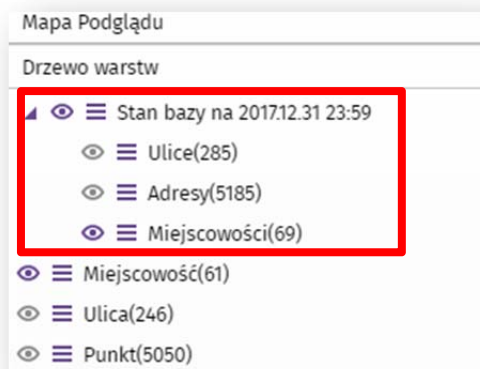 Mapa Podglądu
Drzewo warstw
Stan bazy na 2017.12.31 23:59
Ulice(285)
Adresy(5185)
Miejscowości(69)
Miejscowość(61)
Ulica(246)
Punkt(5050)